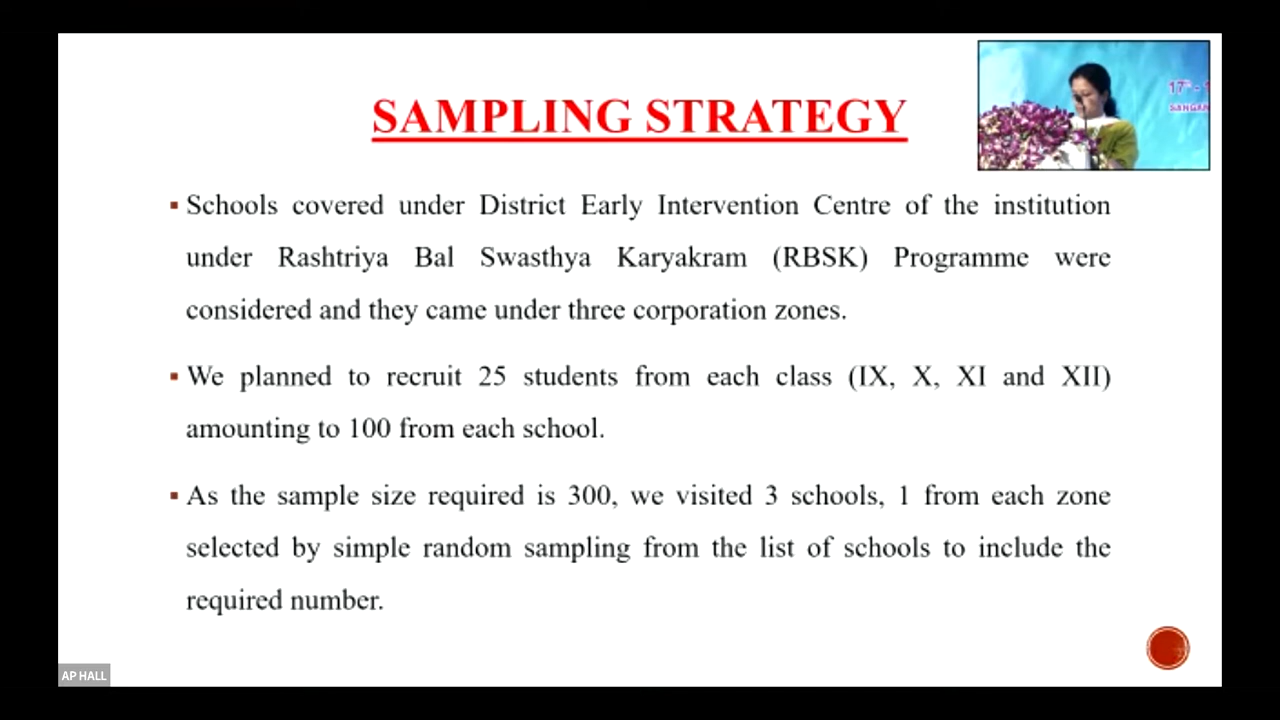 SAMPLING STRATEGY
17th - 1
SANGAR
Schools covered under District Early Intervention Centre of the institution
under Rashtriya Bal Swasthya Karyakram (RBSK) Programme were
considered and they came under three corporation zones.
We planned to recruit 25 students from each class (IX, X, XI and XII)
amounting to 100 from each school.
As the sample size required is 300, we visited 3 schools, 1 from each zone
selected by simple random sampling from the list of schools to include the
required number.
AP HALL